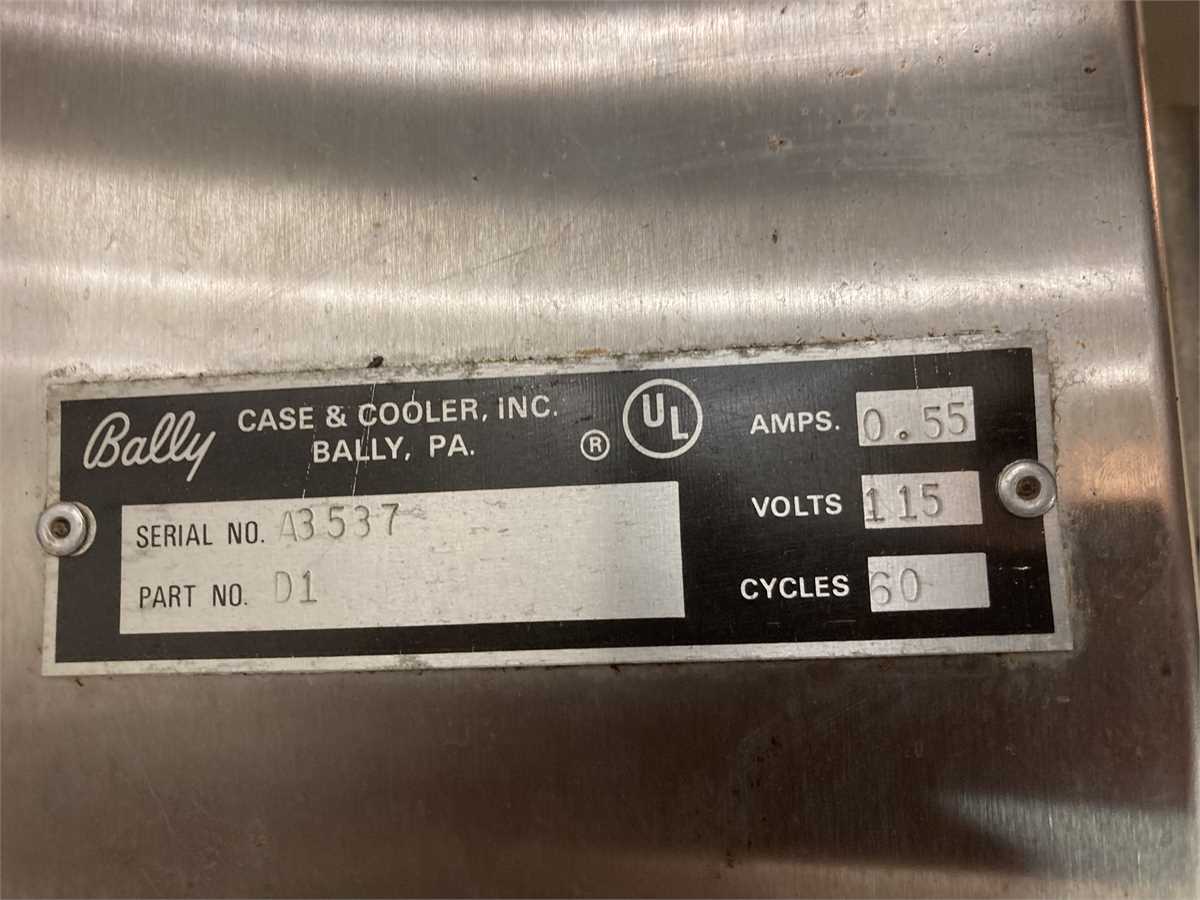 Bally CASE & COOLER, INC.
BALLY, PA. ®
UL
SERIAL NO. A3537
PART NO. D1
AMPS. 0.55
VOLTS 115
CYCLES 60